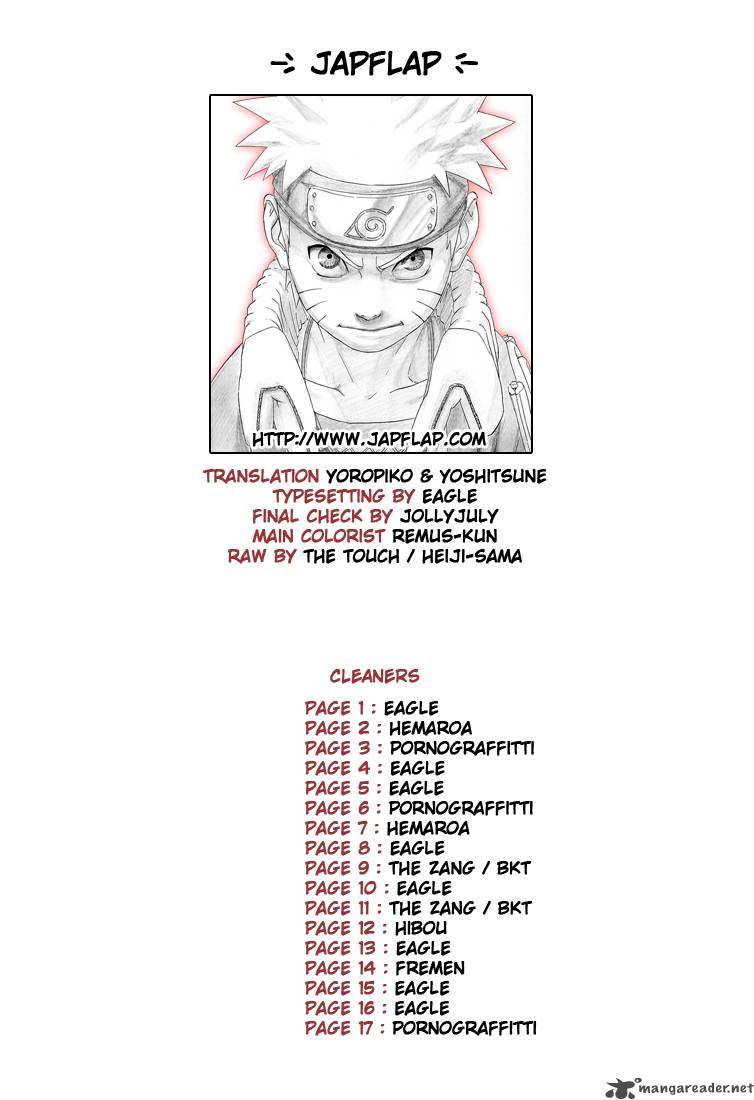 JAPFLAP
HTTP://WWW.JAPFLAP.COM
TRANSLATION YOROPIKO & YOSHITSUNE
TYPESETTING BY EAGLE
FINAL CHECK BY JOLLYJULY
MAIN COLORIST REMUS-KUN
RAW BY THE TOUCH / HEIJI-SAMA
CLEANERS
PAGE 1 : EAGLE
PAGE 2 : HEMAROA
PAGE 3 : PORNOGRAFFITTI
PAGE 4 : EAGLE
PAGE 5 : EAGLE
PAGE 6 : PORNOGRAFFITTI
PAGE 7 : HEMAROA
PAGE 8 : EAGLE
PAGE 9 : THE ZANG / BKT
PAGE 10 : EAGLE
PAGE 11 : THE ZANG / BKT
PAGE 12 : HIBOU
PAGE 13 : EAGLE
PAGE 14 : FREMEN
PAGE 15 : EAGLE
PAGE 16 : EAGLE
PAGE 17 : PORNOGRAFFITTI
mangareader.net